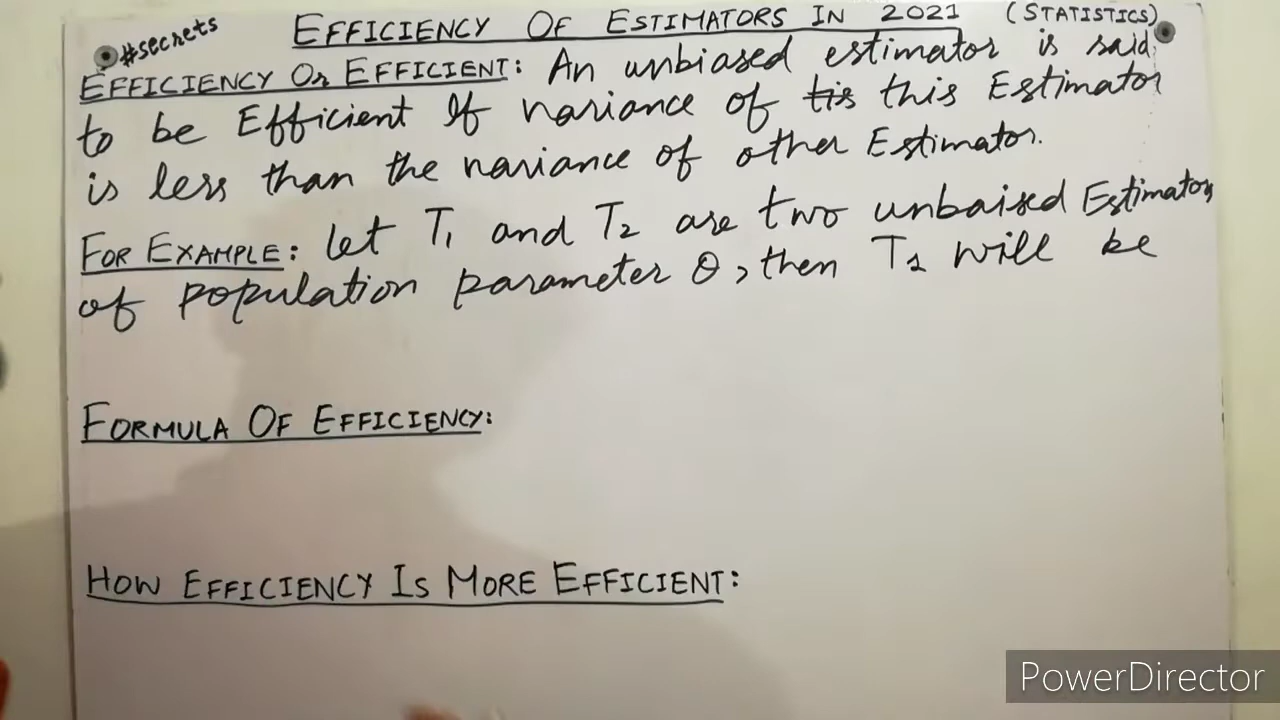 #secrets EFFICIENCY OF ESTIMATORS IN 2021 (STATISTICS)
EFFICIENCY OR EFFICIENT: An unbiased estimator is said
to be Efficient If variance of tis this Estimator
is less than the variance of other Estimator.
FOR EXAMPLE: let T₁ and T₂ are two unbaised Estimators
of population parameter θ, then T₁ will be
FORMULA OF EFFICIENCY:
HOW EFFICIENCY IS MORE EFFICIENT:
PowerDirector